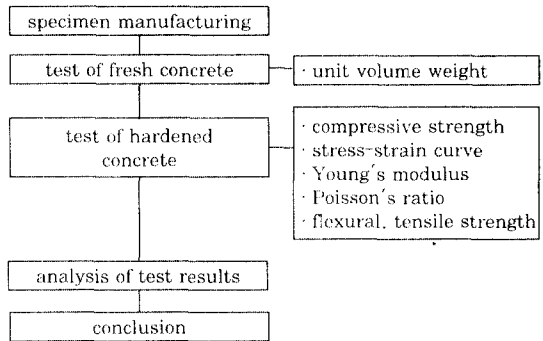 specimen manufacturing
test of fresh concrete
· unit volume weight
test of hardened
concrete
· compressive strength
· stress-strain curve
· Young's modulus
· Poisson's ratio
· flexural. tensile strength
analysis of test results
conclusion